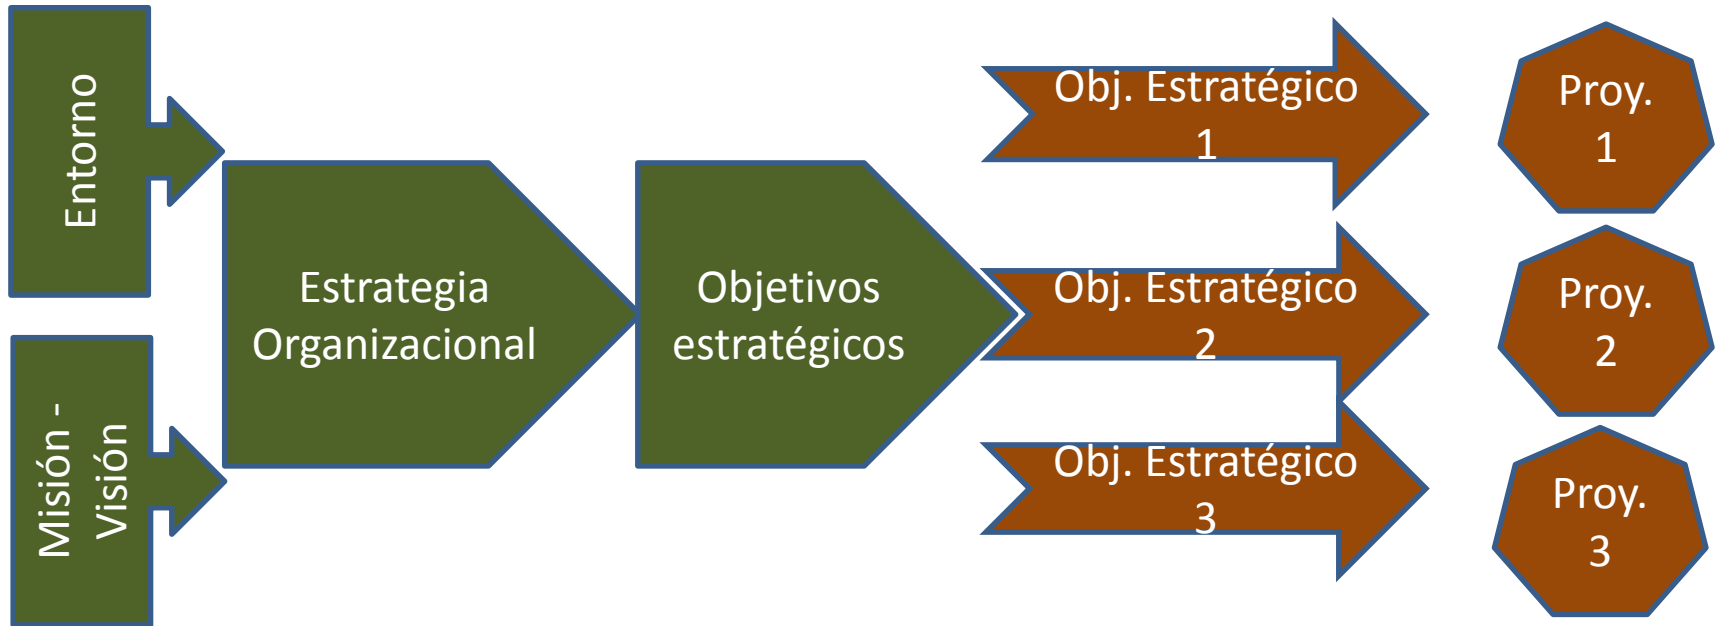 Entorno
Misión -
Visión
Estrategia
Organizacional
Objetivos
estratégicos
Obj. Estratégico
1
Obj. Estratégico
2
Obj. Estratégico
3
Proy.
1
Proy.
2
Proy.
3